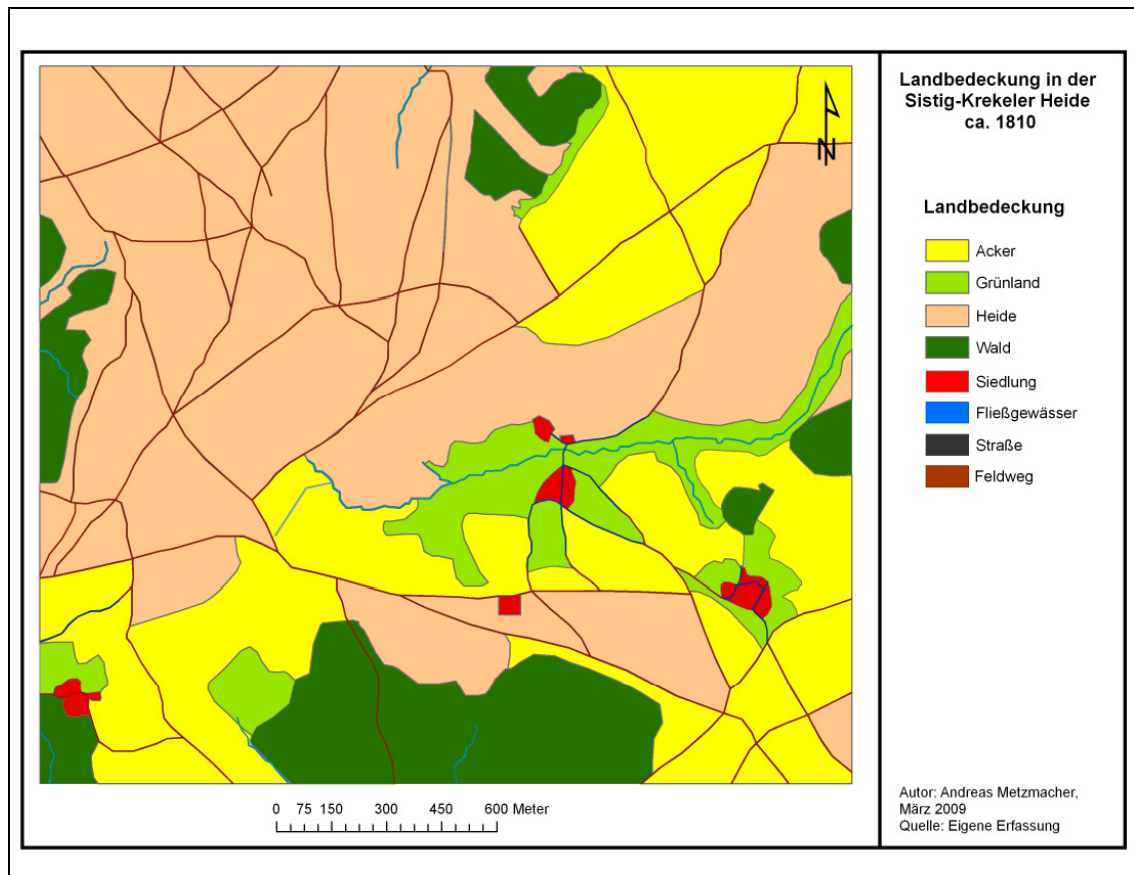 Landbedeckung in der
Sistig-Krekeler Heide
ca. 1810
N
Landbedeckung
Acker
Grünland
Heide
Wald
Siedlung
Fließgewässer
Straße
Feldweg
0 75 150 300 450 600 Meter
Autor: Andreas Metzmacher,
März 2009
Quelle: Eigene Erfassung